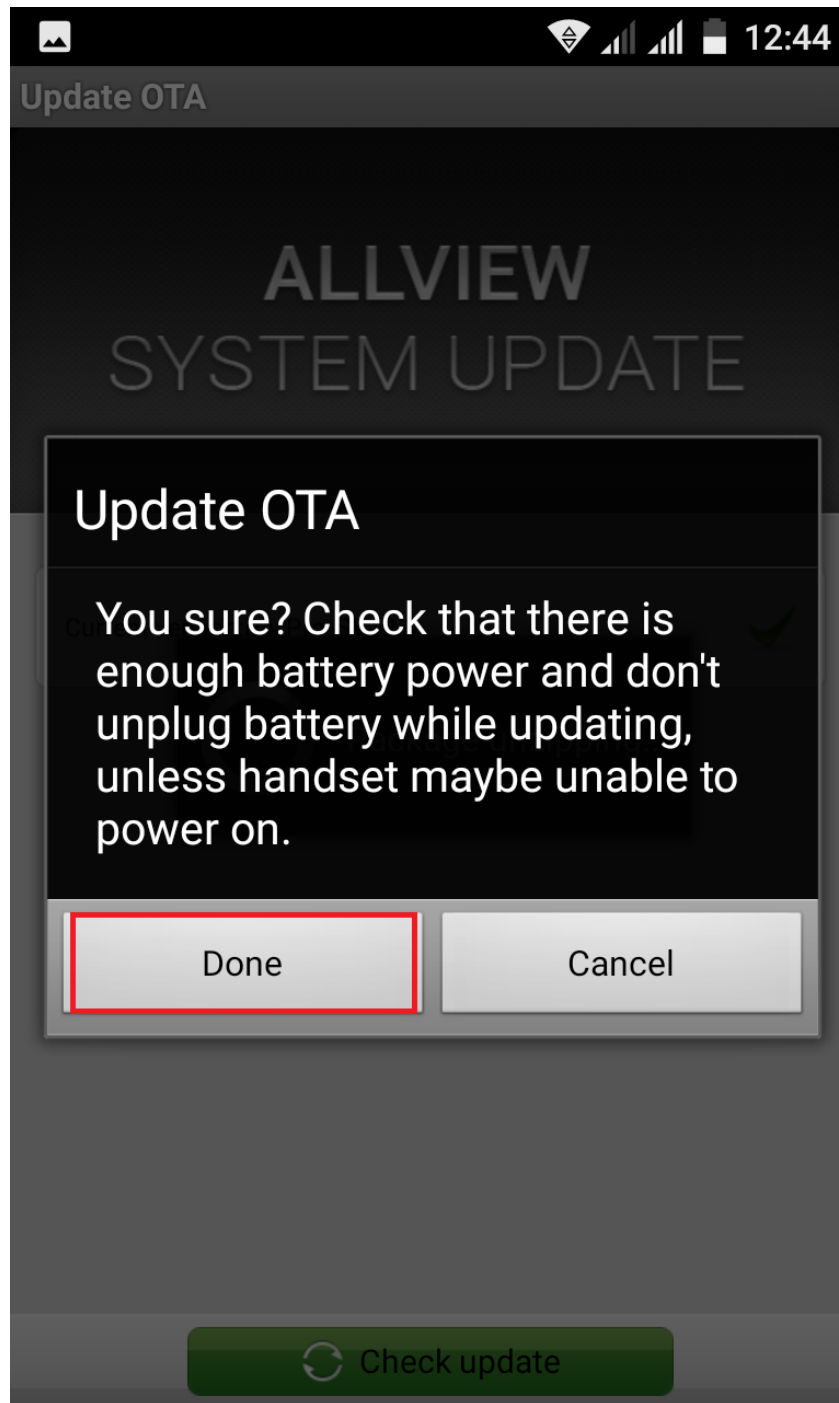 12:44
Update OTA
ALLVIEW
SYSTEM UPDATE
Update OTA
You sure? Check that there is
enough battery power and don't
unplug battery while updating,
unless handset maybe unable to
power on.
Done
Cancel
Check update